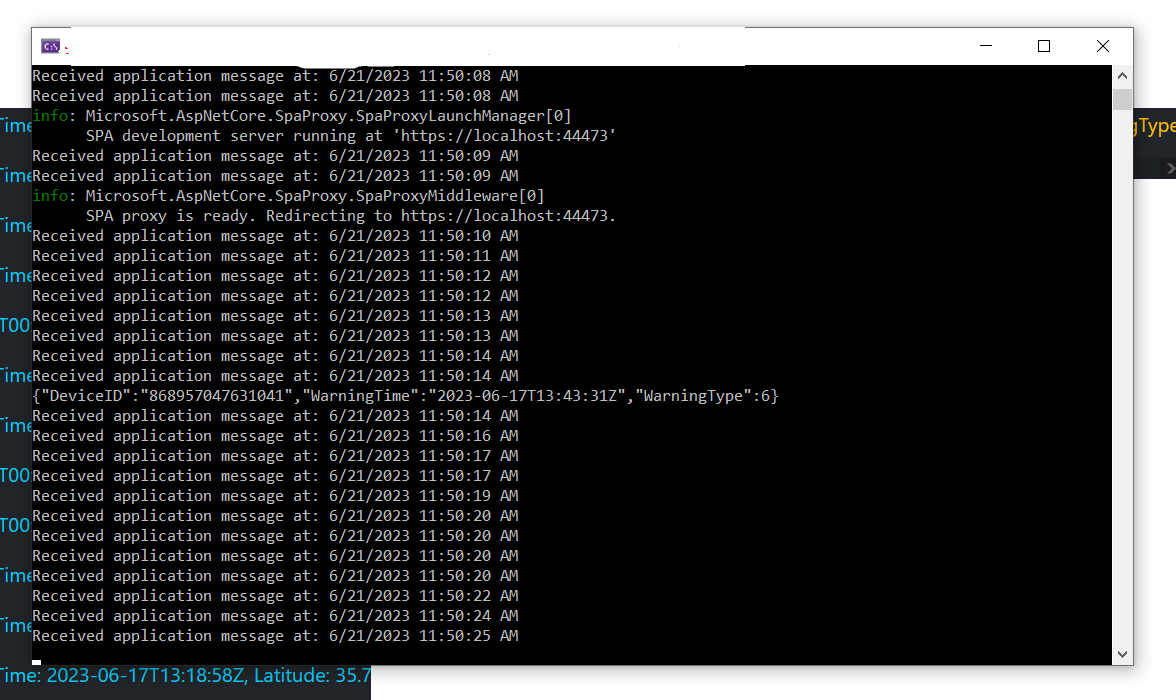 Received application message at: 6/21/2023 11:50:08 AM
Received application message at: 6/21/2023 11:50:08 AM
info: Microsoft.AspNetCore.SpaProxy.SpaProxyLaunchManager[0]
SPA development server running at 'https://localhost:44473'
Received application message at: 6/21/2023 11:50:09 AM
Received application message at: 6/21/2023 11:50:09 AM
info: Microsoft.AspNetCore.SpaProxy.SpaProxyMiddleware[0]
SPA proxy is ready. Redirecting to https://localhost:44473.
Received application message at: 6/21/2023 11:50:10 AM
Received application message at: 6/21/2023 11:50:11 AM
Received application message at: 6/21/2023 11:50:12 AM
Received application message at: 6/21/2023 11:50:12 AM
Received application message at: 6/21/2023 11:50:13 AM
Received application message at: 6/21/2023 11:50:13 AM
Received application message at: 6/21/2023 11:50:14 AM
Received application message at: 6/21/2023 11:50:14 AM
{"DeviceID":"868957047631041","WarningTime":"2023-06-17T13:43:31Z","WarningType":6}
Received application message at: 6/21/2023 11:50:14 AM
Received application message at: 6/21/2023 11:50:16 AM
Received application message at: 6/21/2023 11:50:17 AM
Received application message at: 6/21/2023 11:50:17 AM
Received application message at: 6/21/2023 11:50:19 AM
Received application message at: 6/21/2023 11:50:20 AM
Received application message at: 6/21/2023 11:50:20 AM
Received application message at: 6/21/2023 11:50:20 AM
Received application message at: 6/21/2023 11:50:20 AM
Received application message at: 6/21/2023 11:50:22 AM
Received application message at: 6/21/2023 11:50:24 AM
Received application message at: 6/21/2023 11:50:25 AM
Time: 2023-06-17T13:18:58Z, Latitude: 35.7